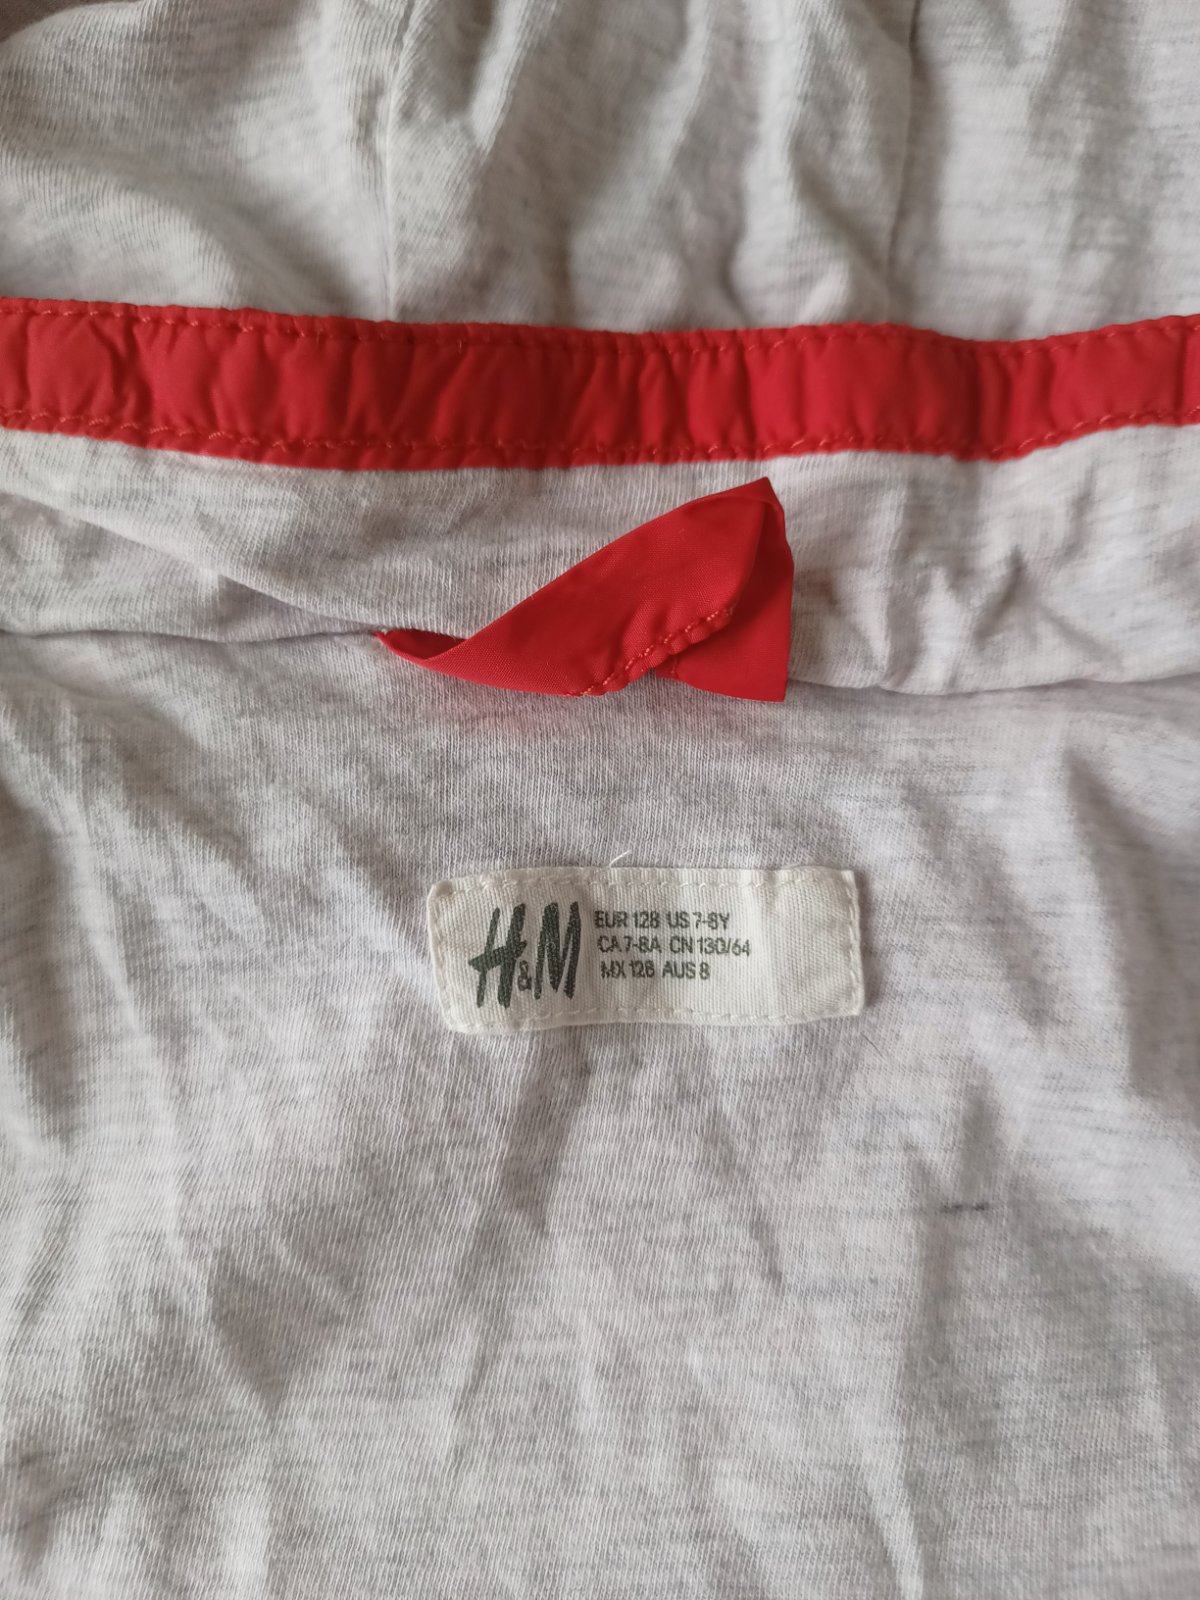 H&M
EUR 128 US 7-8Y
CA 7-8A CN 130/64
MX 128 AUS 8